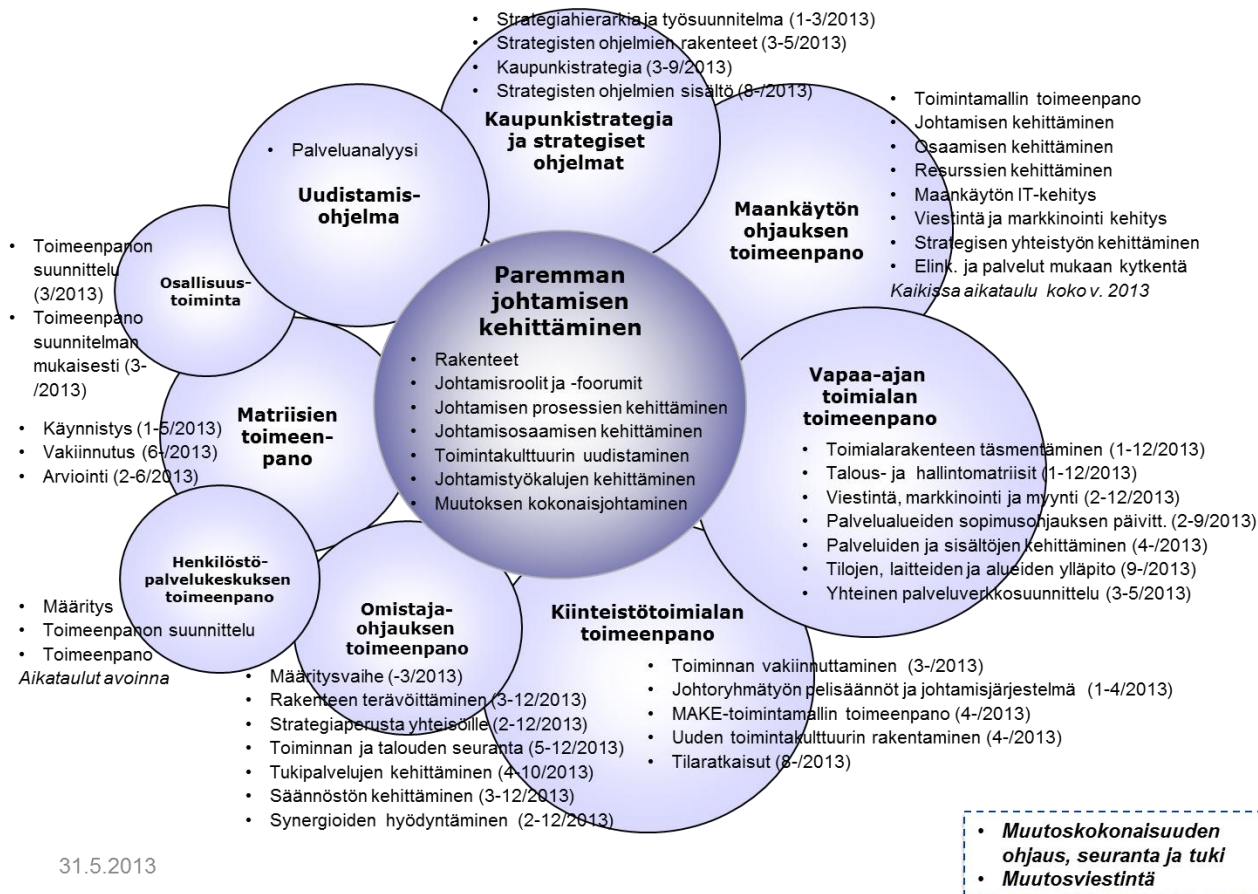 • Strategiahierarkia ja työsuunnitelma (1-3/2013)
• Strategisten ohjelmien rakenteet (3-5/2013)
• Kaupunkistrategia (3-9/2013)
• Strategisten ohjelmien sisältö (8-/2013)
Kaupunkistrategia
ja strategiset
ohjelmat
• Toimintamallin toimeenpano
• Johtamisen kehittäminen
• Osaamisen kehittäminen
• Resurssien kehittäminen
• Maankäytön IT-kehitys
• Viestintä ja markkinointi kehitys
• Strategisen yhteistyön kehittäminen
• Elink. ja palvelut mukaan kytkentä
Kaikissa aikataulu koko v. 2013
Maankäytön
ohjauksen
toimeenpano
• Palveluanalyysi
Uudistamis-
ohjelma
• Toimeenpanon
suunnittelu
(3/2013)
• Toimeenpano
suunnitelman
mukaisesti (3-
/2013)
Osallisuus-
toiminta
Paremman
johtamisen
kehittäminen
• Rakenteet
• Johtamisroolit ja -foorumit
• Johtamisen prosessien kehittäminen
• Johtamisosaamisen kehittäminen
• Toimintakulttuurin uudistaminen
• Johtamistyökalujen kehittäminen
• Muutoksen kokonaisjohtaminen
Vapaa-ajan
toimialan
toimeenpano
• Toimialarakenteen täsmentäminen (1-12/2013)
• Talous- ja hallintomatriisit (1-12/2013)
• Viestintä, markkinointi ja myynti (2-12/2013)
• Palvelualueiden sopimusohjauksen päivitt. (2-9/2013)
• Palveluiden ja sisältöjen kehittäminen (4-/2013)
• Tilojen, laitteiden ja alueiden ylläpito (9-/2013)
• Yhteinen palveluverkkosuunnittelu (3-5/2013)
Matriisien
toimeen-
pano
• Käynnistys (1-5/2013)
• Vakiinnutus (6-/2013)
• Arviointi (2-6/2013)
Henkilöstö-
palvelukeskuksen
toimeenpano
• Määritys
• Toimeenpanon suunnittelu
• Toimeenpano
Aikataulut avoinna
Omistaja-
ohjauksen
toimeenpano
• Määritysvaihe (-3/2013)
• Rakenteen terävöittäminen (3-12/2013)
• Strategiaperusta yhteisöille (2-12/2013)
• Toiminnan ja talouden seuranta (5-12/2013)
• Tukipalvelujen kehittäminen (4-10/2013)
• Säännöstön kehittäminen (3-12/2013)
• Synergioiden hyödyntäminen (2-12/2013)
Kiinteistötoimialan
toimeenpano
• Toiminnan vakiinnuttaminen (3-/2013)
• Johtoryhmätyön pelisäännöt ja johtamisjärjestelmä (1-4/2013)
• MAKE-toimintamallin toimeenpano (4-/2013)
• Uuden toimintakulttuurin rakentaminen (4-/2013)
• Tilaratkaisut (8-/2013)
31.5.2013
• Muutoskokonaisuuden
ohjaus, seuranta ja tuki
• Muutosviestintä